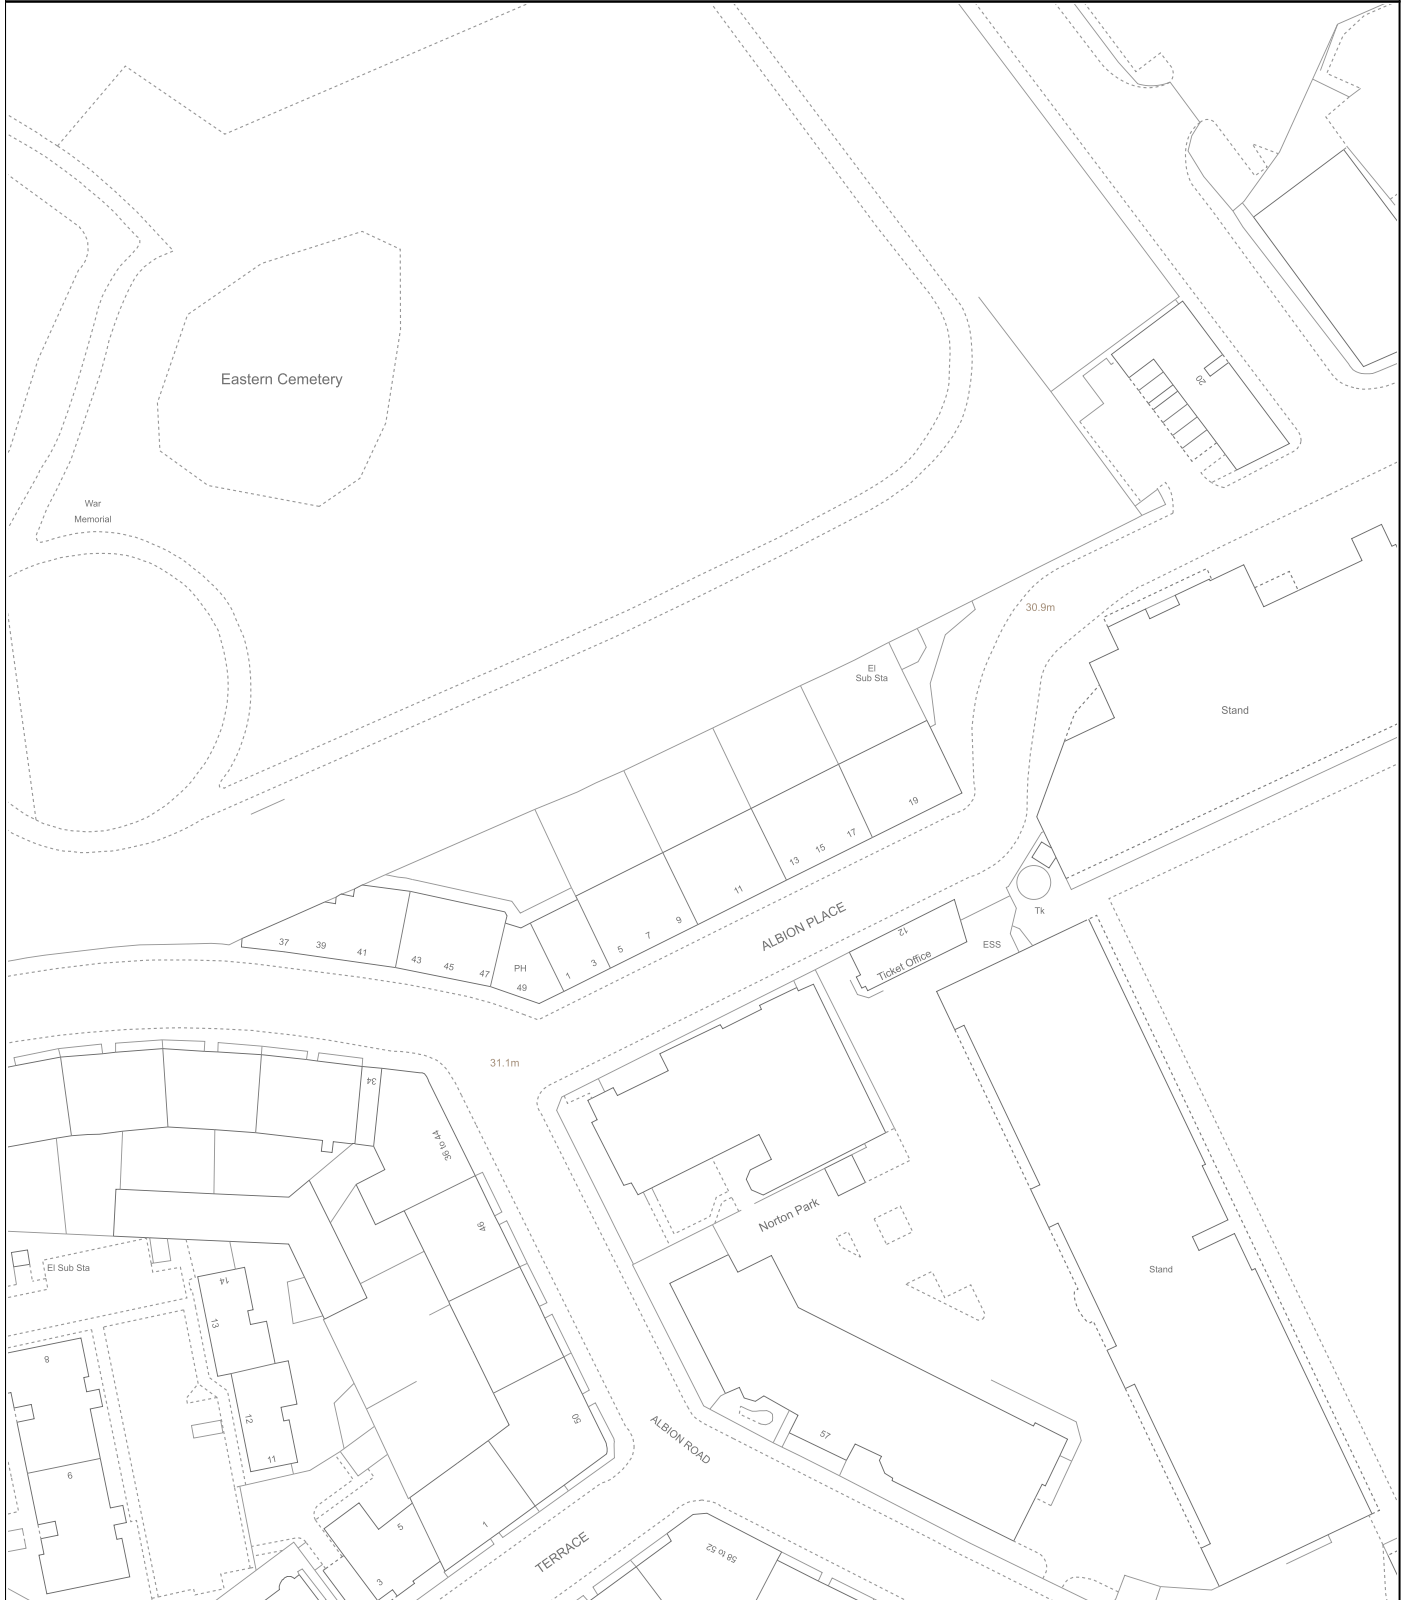 20
Eastern Cemetery
War
Memorial
30.9m
El
Sub Sta
Stand
19
17
15
13
11
9
7
5
3
1
ALBION PLACE
Tk
12
ESS
Ticket Office
37
39
41
43
45
47
PH
49
31.1m
34
36 to 44
46
Norton Park
El Sub Sta
14
13
Stand
8
12
11
6
50
57
ALBION ROAD
5
1
3
TERRACE
58 to 52